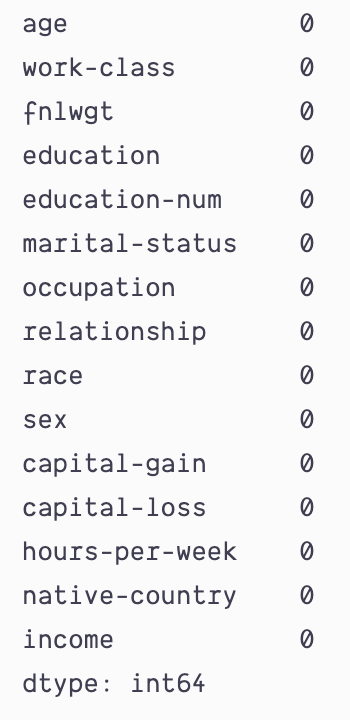 age 0
work-class 0
fnlwgt 0
education 0
education-num 0
marital-status 0
occupation 0
relationship 0
race 0
sex 0
capital-gain 0
capital-loss 0
hours-per-week 0
native-country 0
income 0
dtype: int64